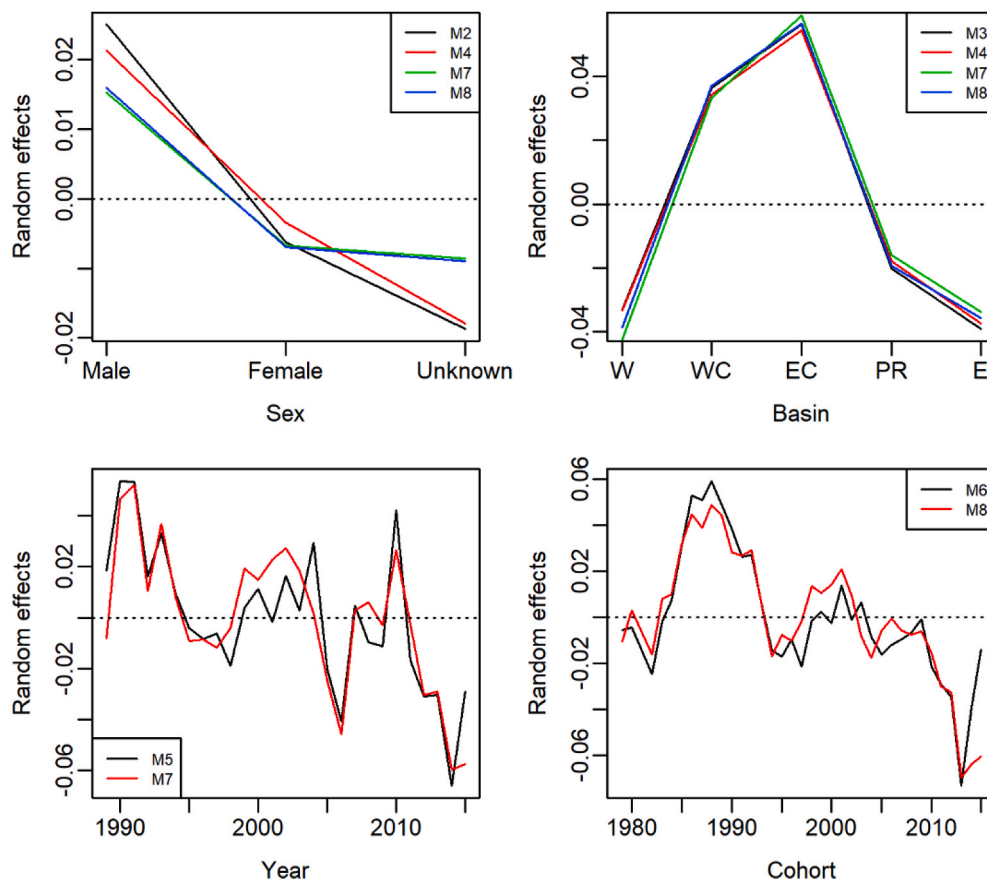 Random effects
0.02
0.01
0.00
-0.02
M2
M4
M7
M8
Male Female Unknown
Sex
Random effects
0.04
0.00
-0.04
M3
M4
M7
M8
W WC EC PR E
Basin
Random effects
0.02
-0.02
-0.06
M5
M7
1990 2000 2010
Year
Random effects
0.06
0.02
-0.02
-0.06
M6
M8
1980 1990 2000 2010
Cohort